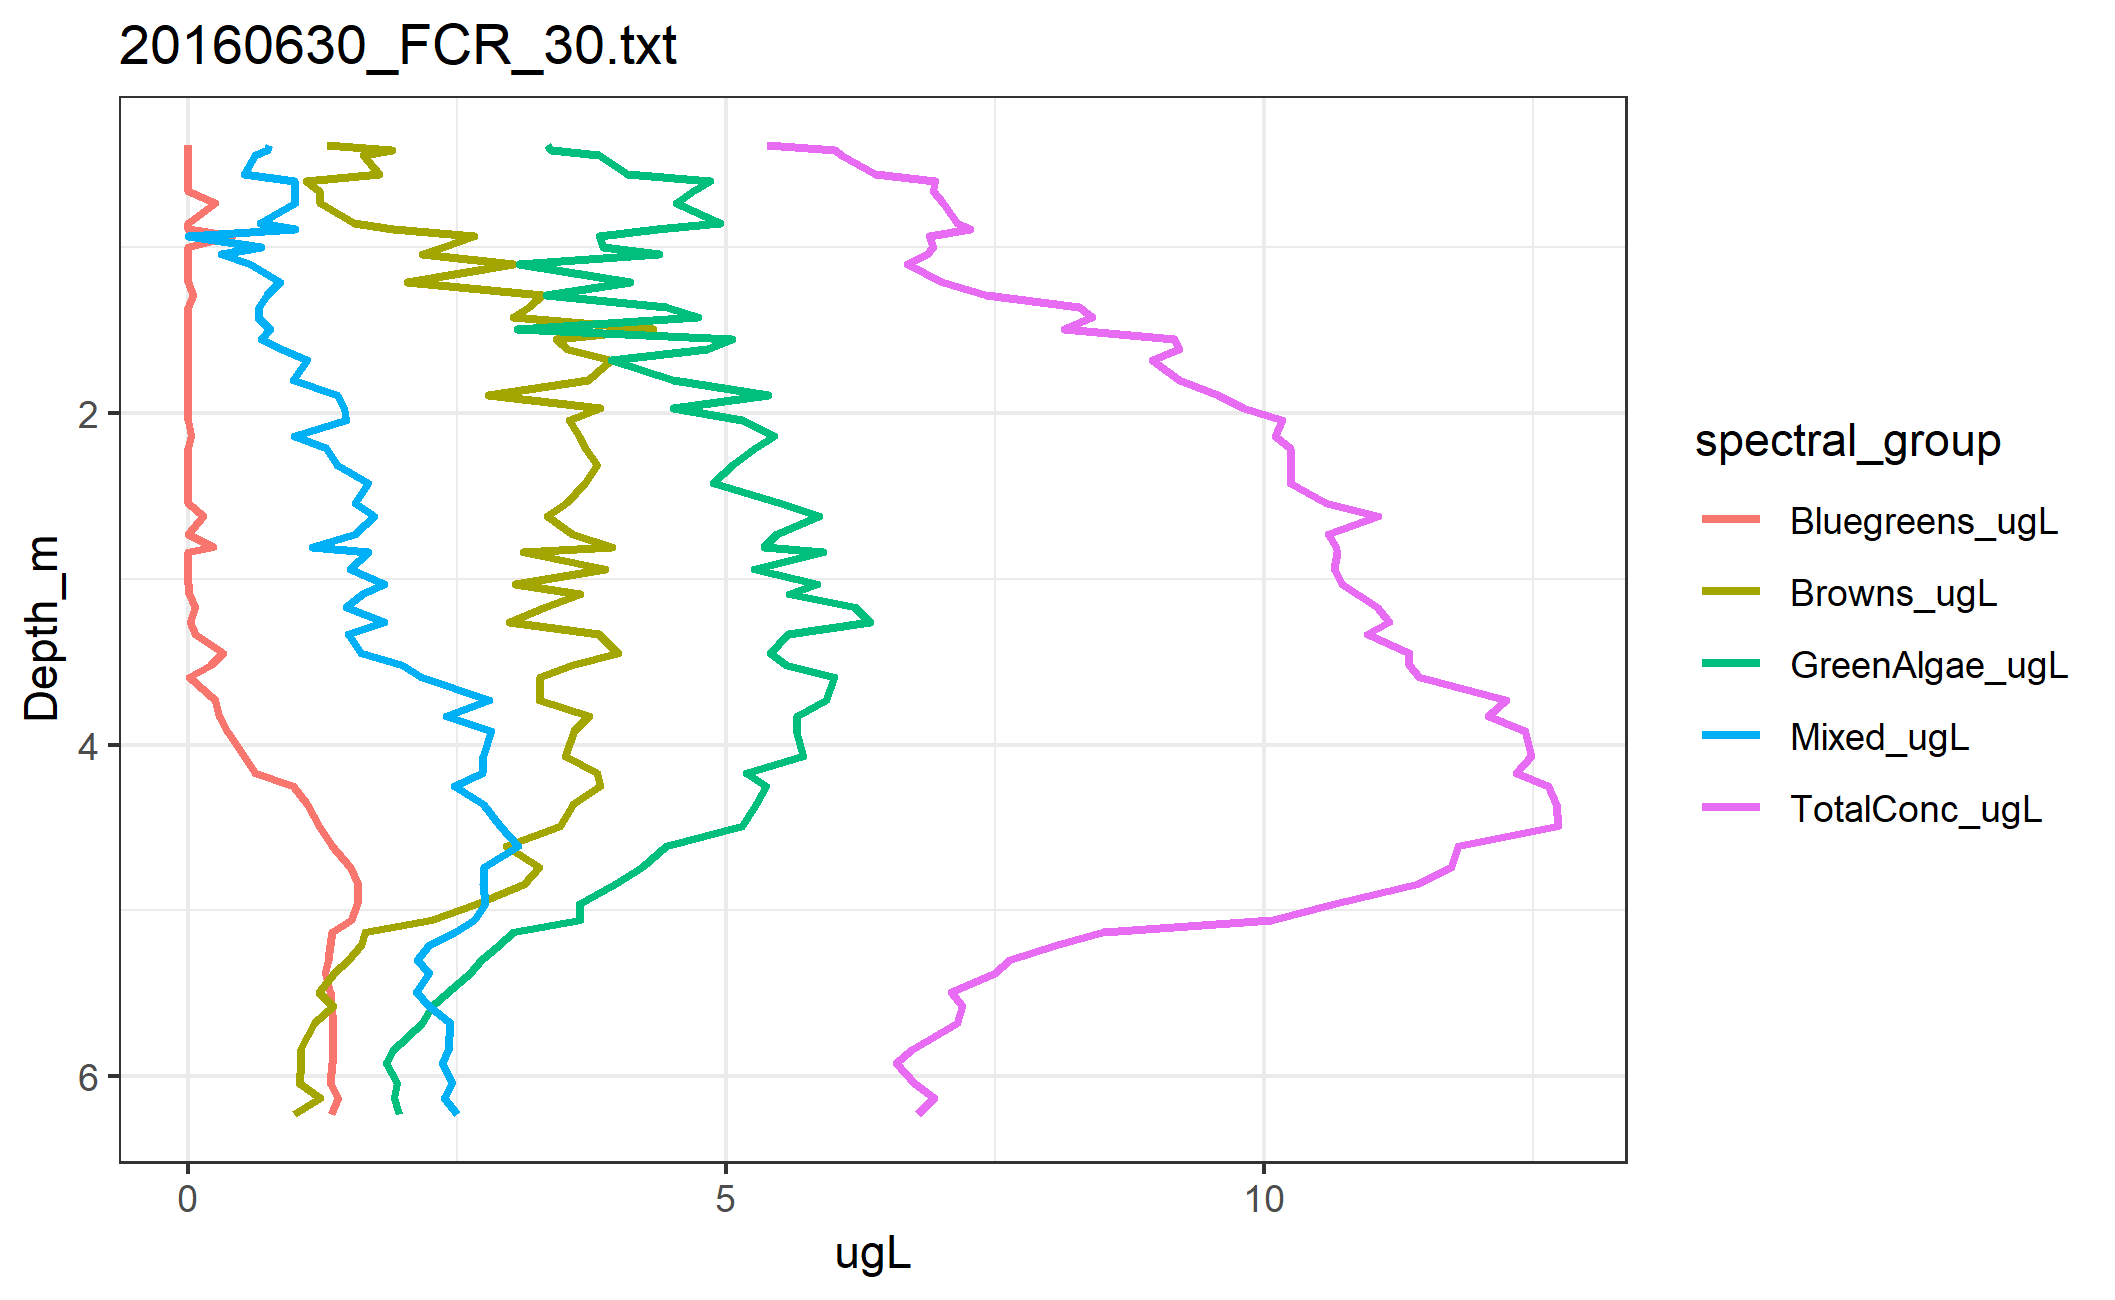 20160630_FCR_30.txt
Depth_m
2
4
6
0
5
10
ugL
spectral_group
Bluegreens_ugL
Browns_ugL
GreenAlgae_ugL
Mixed_ugL
TotalConc_ugL